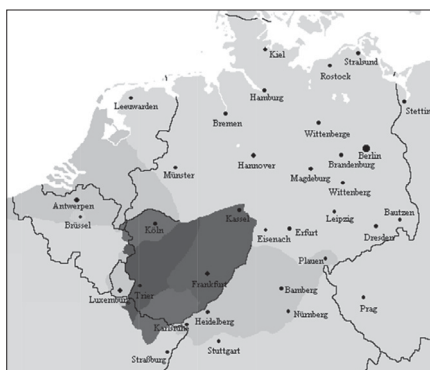 Kiel
Stralsund
Rostock
Hamburg
Stettin
Leeuwarden
Bremen
Wittenberge
Berlin
Hannover
Brandenburg
Magdeburg
Münster
Wittenberg
Antwerpen
Kassel
Leipzig
Bautzen
Brüssel
Köln
Eisenach
Erfurt
Dresden
Plauen
Frankfurt
Trier
Bamberg
Luxemburg
Prag
Heidelberg
Nürnberg
Karlsruhe
Stuttgart
Straßburg